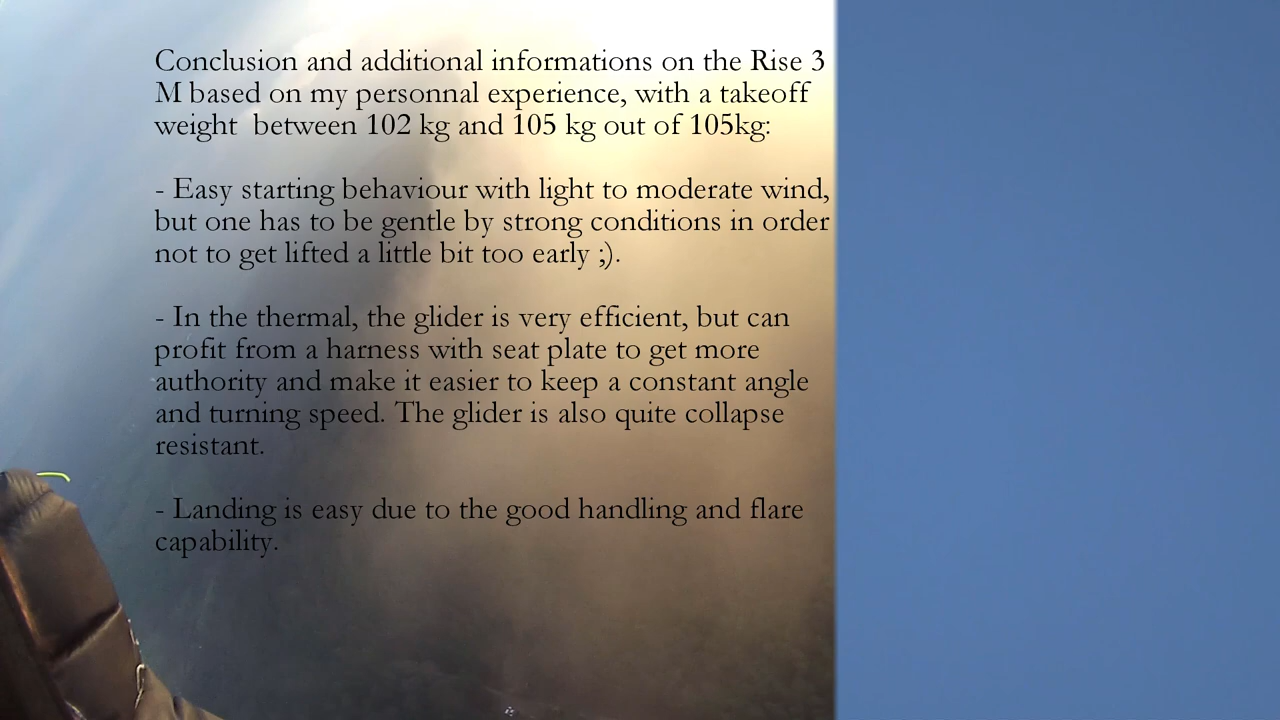 Conclusion and additional informations on the Rise 3
M based on my personnal experience, with a takeoff
weight  between 102 kg and 105 kg out of 105kg:
- Easy starting behaviour with light to moderate wind,
but one has to be gentle by strong conditions in order
not to get lifted a little bit too early ;).
- In the thermal, the glider is very efficient, but can
profit from a harness with seat plate to get more
authority and make it easier to keep a constant angle
and turning speed. The glider is also quite collapse
resistant.
- Landing is easy due to the good handling and flare
capability.